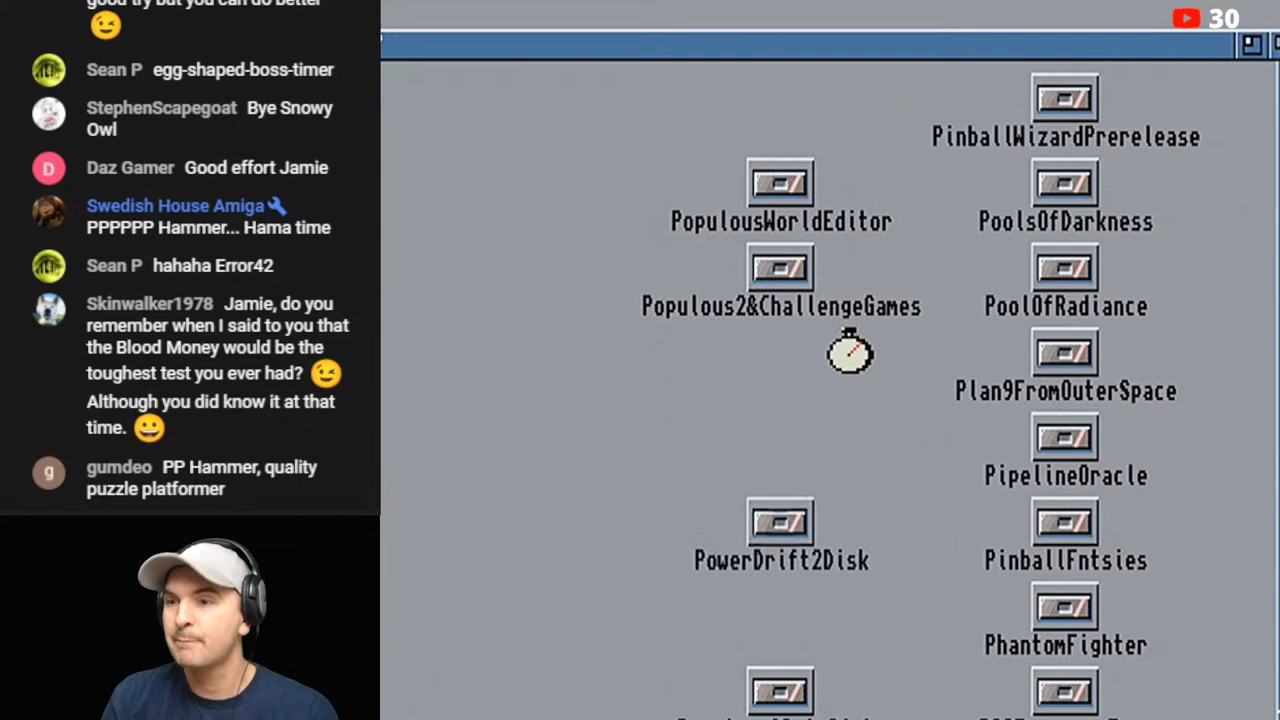 good try but you can do better
Sean P egg-shaped-boss-timer
StephenScapegoat Bye Snowy
Owl
Daz Gamer Good effort Jamie
Swedish House Amiga
PPPPPP Hammer... Hama time
Sean P hahaha Error42
Skinwalker1978 Jamie, do you
remember when I said to you that
the Blood Money would be the
toughest test you ever had?
Although you did know it at that
time.
g gumdeo PP Hammer, quality
puzzle platformer
30
PinballWizardPrerelease
PopulousWorldEditor
PoolsOfDarkness
Populous2&ChallengeGames
PoolOfRadiance
Plan9FromOuterSpace
PipelineOracle
PowerDrift2Disk
PinballFntsies
PhantomFighter